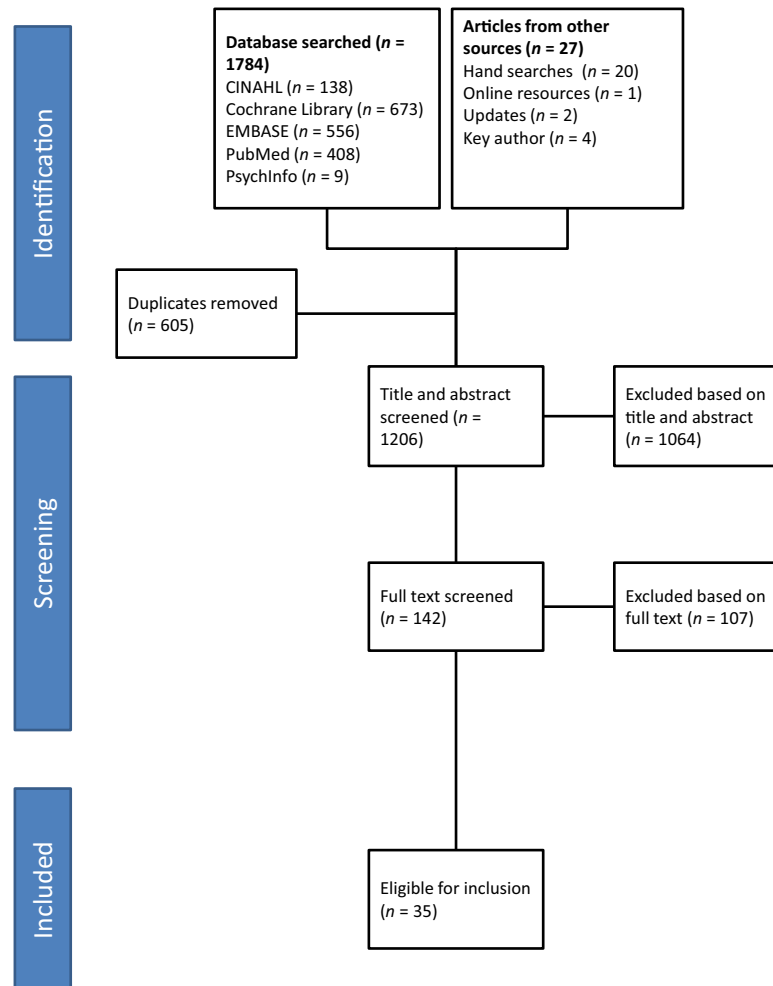 Identification
Database searched (n =
1784)
CINAHL (n = 138)
Cochrane Library (n = 673)
EMBASE (n = 556)
PubMed (n = 408)
PsychInfo (n = 9)
Articles from other
sources (n = 27)
Hand searches (n = 20)
Online resources (n = 1)
Updates (n = 2)
Key author (n = 4)
Duplicates removed
(n = 605)
Screening
Title and abstract
screened (n =
1206)
Excluded based on
title and abstract
(n = 1064)
Full text screened
(n = 142)
Excluded based on
full text (n = 107)
Included
Eligible for inclusion
(n = 35)